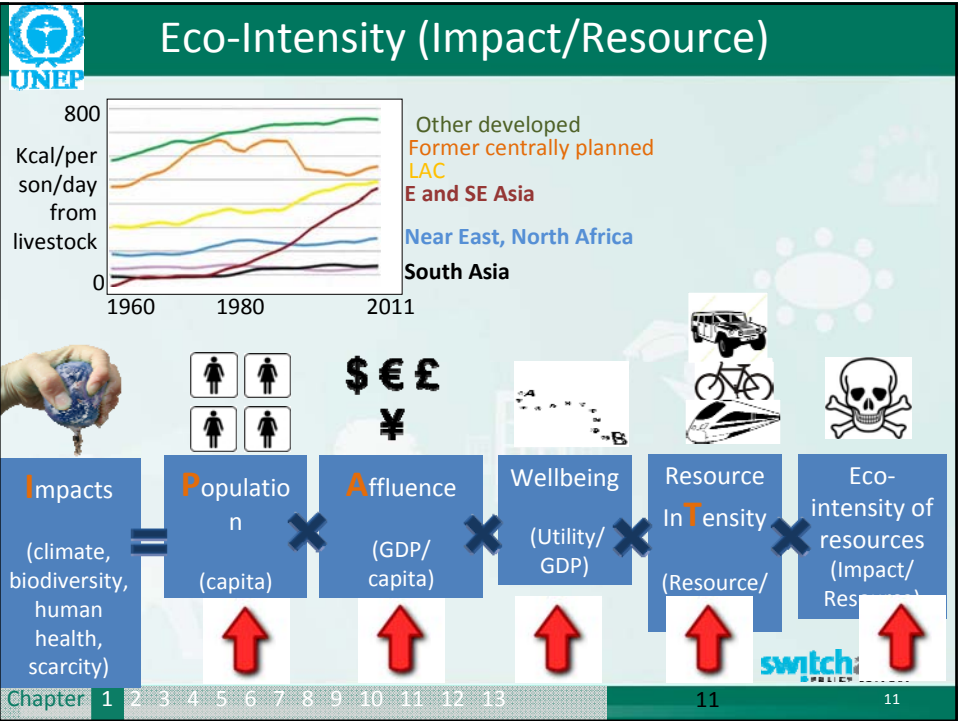 UNEP
Eco-Intensity (Impact/Resource)
800
Kcal/per
son/day
from
livestock
0
1960 1980 2011
Other developed
Former centrally planned
LAC
E and SE Asia
Near East, North Africa
South Asia
$ € £
¥
A
B
Impacts
(climate,
biodiversity,
human
health,
scarcity)
=
Populatio
n
(capita)
×
Affluence
(GDP/
capita)
×
Wellbeing
(Utility/
GDP)
×
Resource
InTensity
(Resource/
×
Eco-
intensity of
resources
(Impact/
switch
Chapter 1 2 3 4 5 6 7 8 9 10 11 12 13
11
11